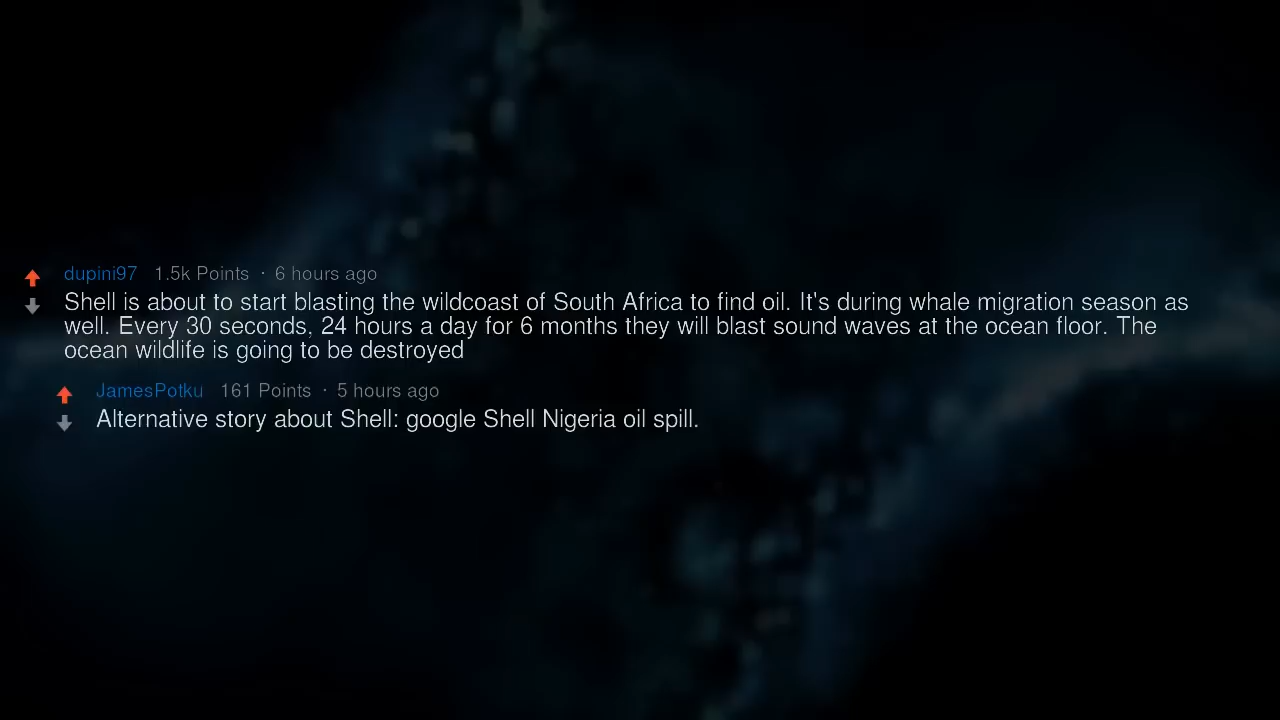 dupini97 1.5k Points · 6 hours ago
Shell is about to start blasting the wildcoast of South Africa to find oil. It's during whale migration season as
well. Every 30 seconds, 24 hours a day for 6 months they will blast sound waves at the ocean floor. The
ocean wildlife is going to be destroyed
JamesPotku 161 Points · 5 hours ago
Alternative story about Shell: google Shell Nigeria oil spill.